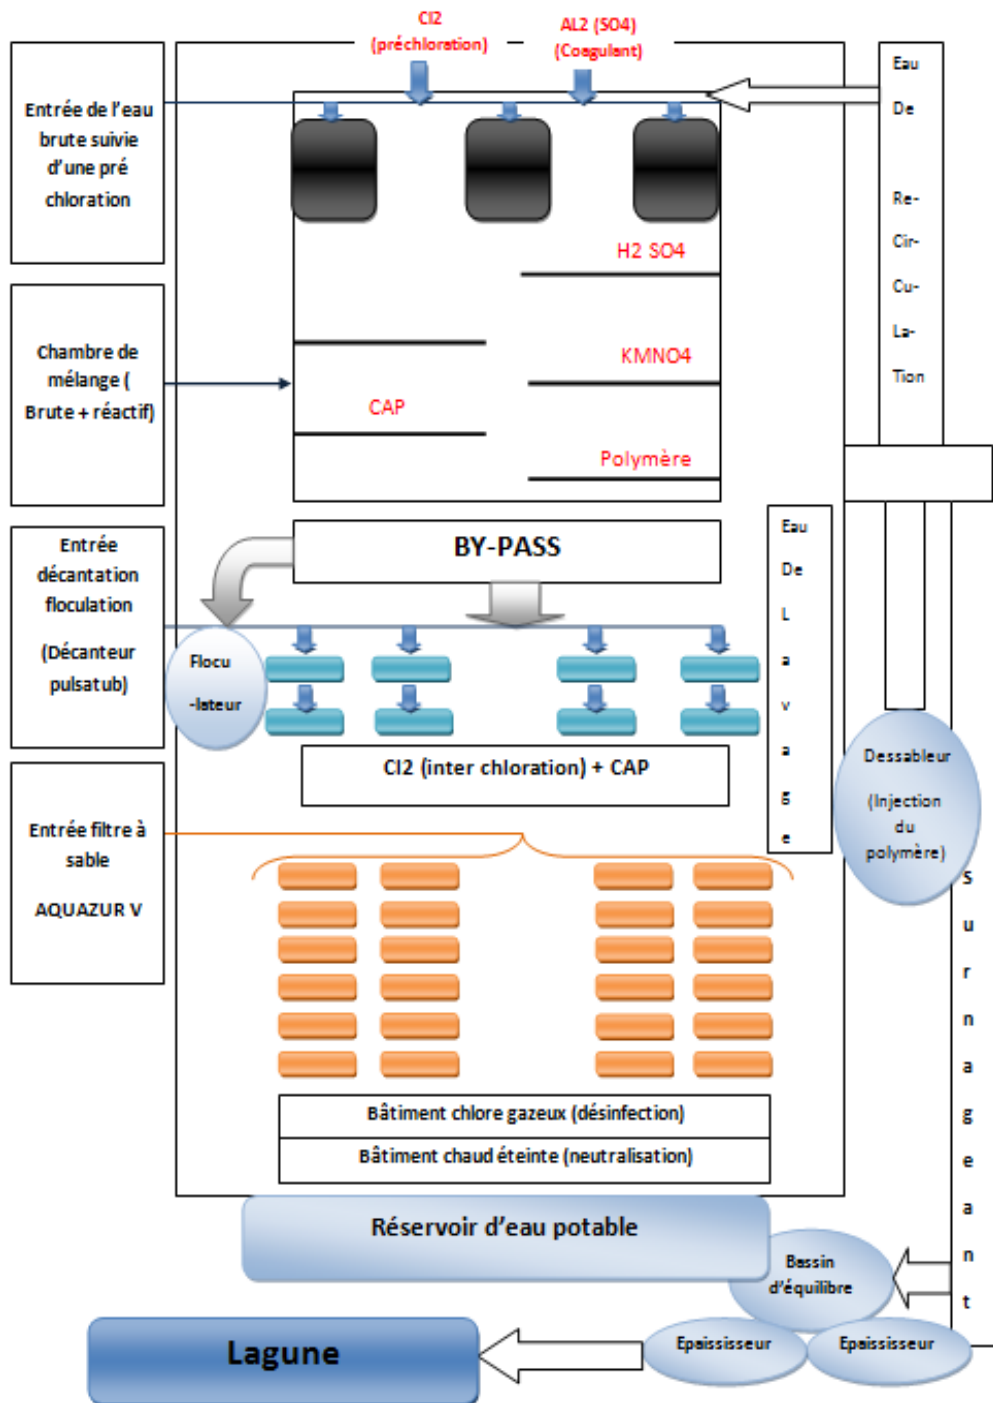 Cl2
(préchloration)
AL2 (SO4)
(Coagulant)
Eau
De
Re-
Cir-
Cu-
La-
Tion
Entrée de l'eau
brute suivie
d'une pré
chloration
H2 SO4
Chambre de
mélange (
Brute + réactif)
KMNO4
CAP
Polymère
BY-PASS
Entrée
décantation
floculation
(Décanteur
pulsatub)
Flocu
-lateur
Eau
De
L
a
v
a
g
e
Cl2 (inter chloration) + CAP
Dessableur
(Injection
du
polymère)
Entrée filtre à
sable
AQUAZUR V
S
u
r
n
a
g
e
a
n
t
Bâtiment chlore gazeux (désinfection)
Bâtiment chaud éteinte (neutralisation)
Réservoir d'eau potable
Bassin
d'équilibre
Epaississeur
Epaississeur
Lagune